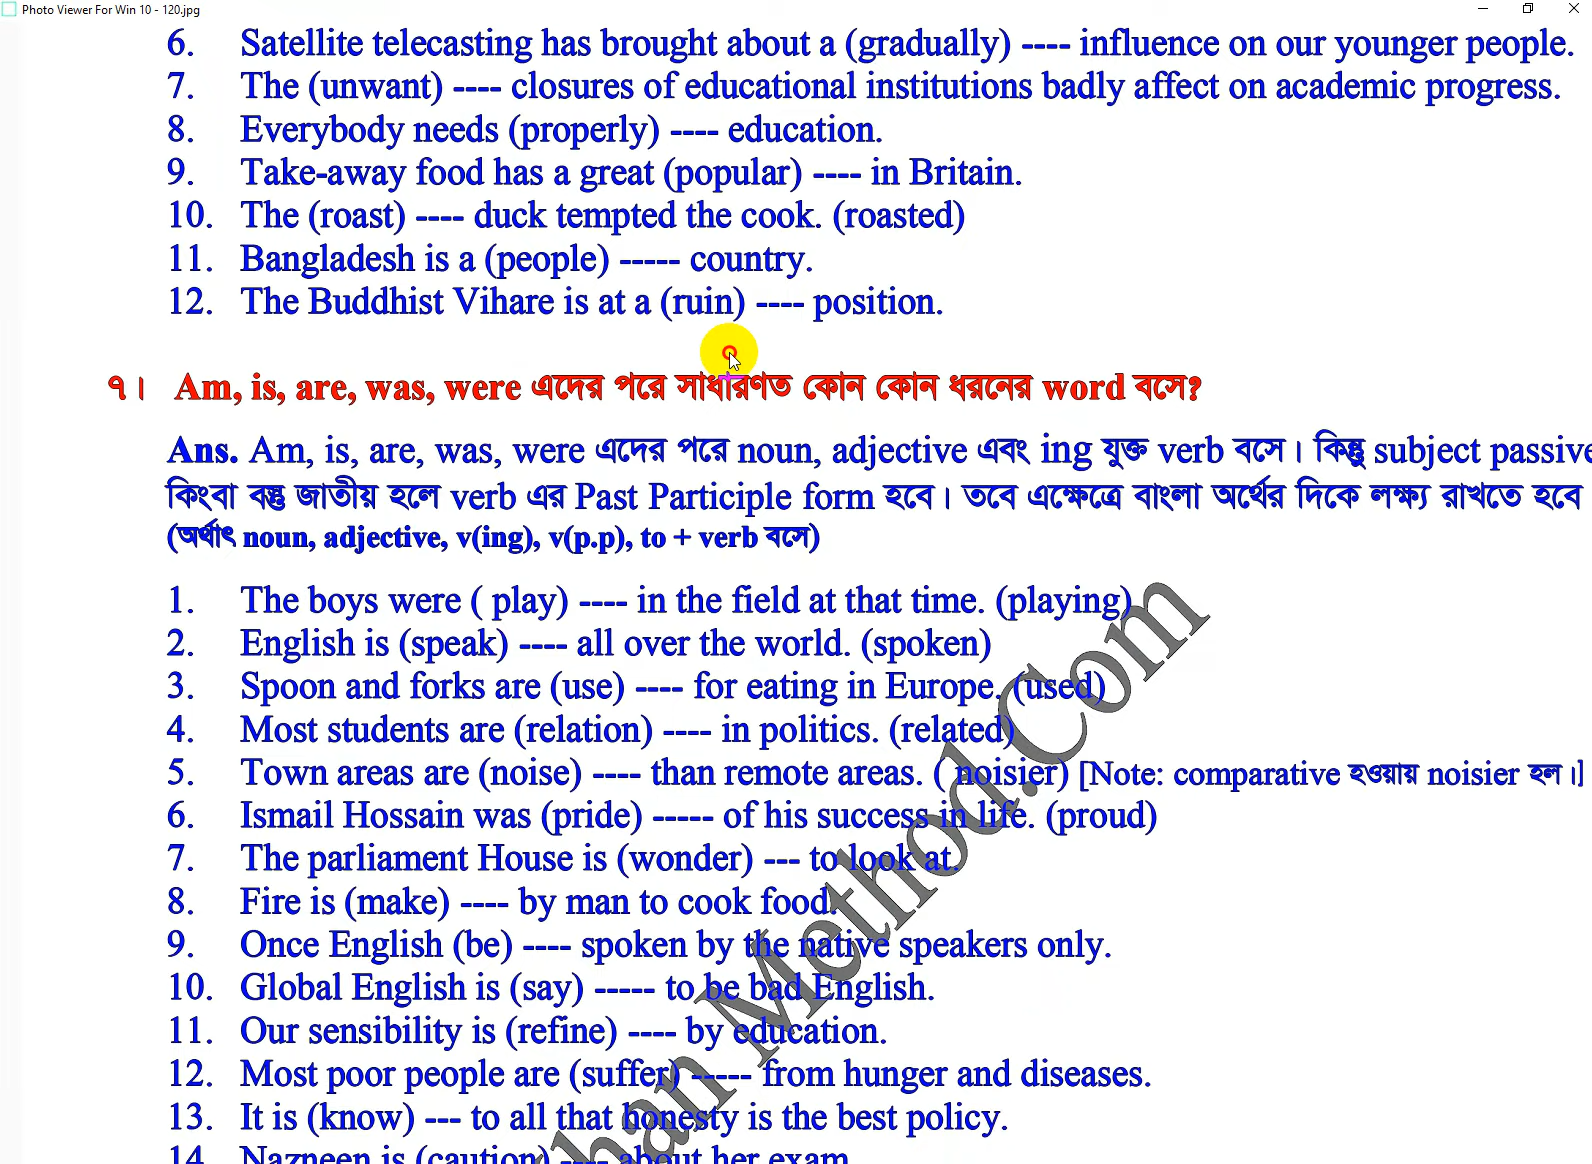 Photo Viewer For Win 10 - 120.jpg
6. Satellite telecasting has brought about a (gradually) ---- influence on our younger people.
7. The (unwant) ---- closures of educational institutions badly affect on academic progress.
8. Everybody needs (properly) ---- education.
9. Take-away food has a great (popular) ---- in Britain.
10. The (roast) ---- duck tempted the cook. (roasted)
11. Bangladesh is a (people) ----- country.
12. The Buddhist Vihare is at a (ruin) ---- position.
৭। Am, is, are, was, were এদের পরে সাধারণত কোন কোন ধরনের word বসে?
Ans. Am, is, are, was, were এদের পরে noun, adjective এবং ing যুক্ত verb বসে। কিন্তু subject passive
কিংবা বস্তু জাতীয় হলে verb এর Past Participle form হবে। তবে এক্ষেত্রে বাংলা অর্থের দিকে লক্ষ্য রাখতে হবে
(অর্থাৎ noun, adjective, v(ing), v(p.p), to + verb বসে)
1. The boys were ( play) ---- in the field at that time. (playing)
2. English is (speak) ---- all over the world. (spoken)
3. Spoon and forks are (use) ---- for eating in Europe. (used)
4. Most students are (relation) ---- in politics. (related)
5. Town areas are (noise) ---- than remote areas. ( noisier) [Note: comparative হওয়ায় noisier হল।]
6. Ismail Hossain was (pride) ----- of his success in life. (proud)
7. The parliament House is (wonder) --- to look at.
8. Fire is (make) ---- by man to cook food.
9. Once English (be) ---- spoken by the native speakers only.
10. Global English is (say) ----- to be bad English.
11. Our sensibility is (refine) ---- by education.
12. Most poor people are (suffer) ----- from hunger and diseases.
13. It is (know) --- to all that honesty is the best policy.
14. Nazneen is (caution) ---- about her exam.
han Method.Com